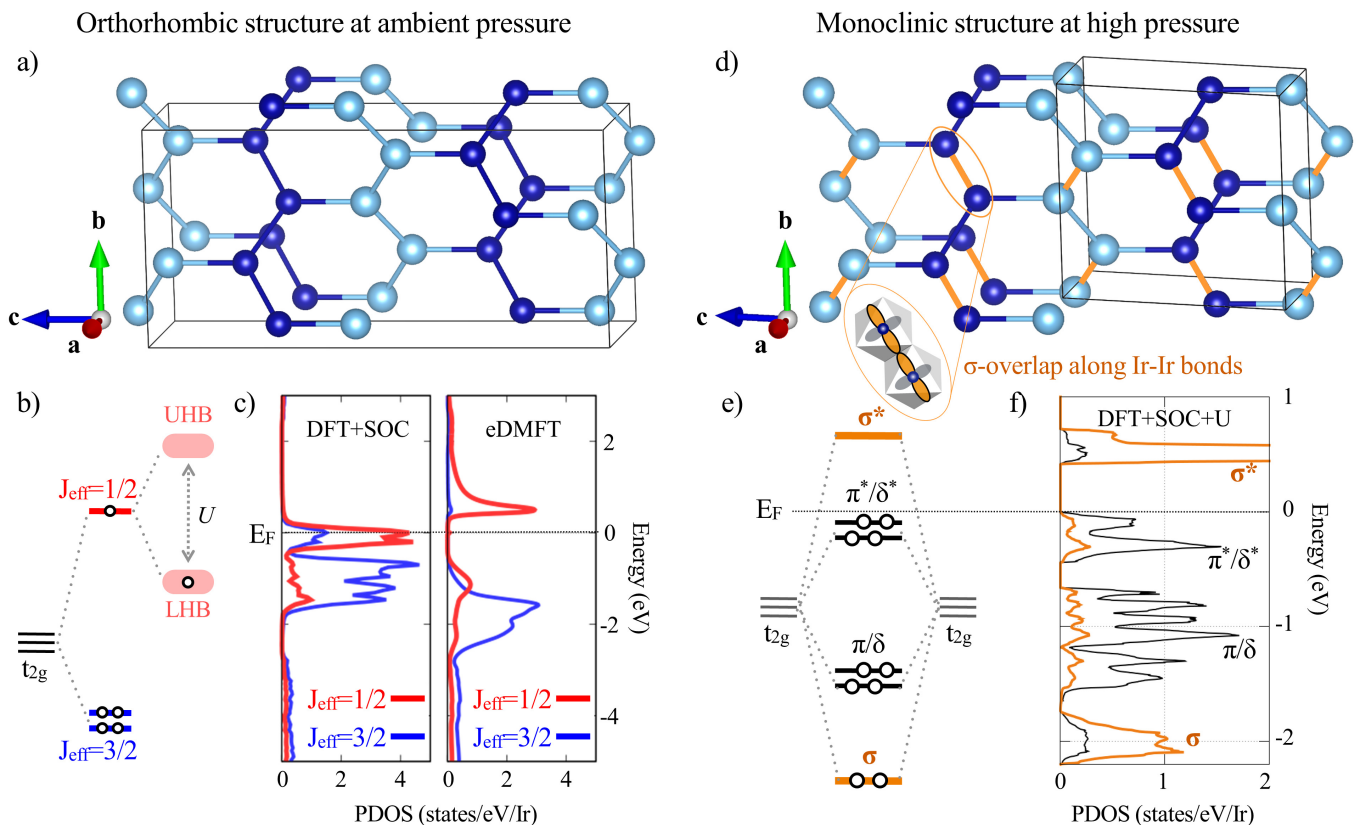 Orthorhombic structure at ambient pressure
Monoclinic structure at high pressure
a)
b
c
a
d)
b
c
a
σ-overlap along Ir-Ir bonds
b)
UHB
Jeff=1/2
U
LHB
t2g
Jeff=3/2
c)
DFT+SOC
eDMFT
EF
Jeff=1/2
Jeff=3/2
Jeff=1/2
Jeff=3/2
2
0
-2
-4
Energy (eV)
0 2 4
0 2 4
PDOS (states/eV/Ir)
e)
σ*
π*/δ*
EF
t2g
t2g
π/δ
σ
f)
DFT+SOC+U
σ*
π*/δ*
π/δ
σ
1
0
-1
-2
Energy (eV)
0 1 2
PDOS (states/eV/Ir)